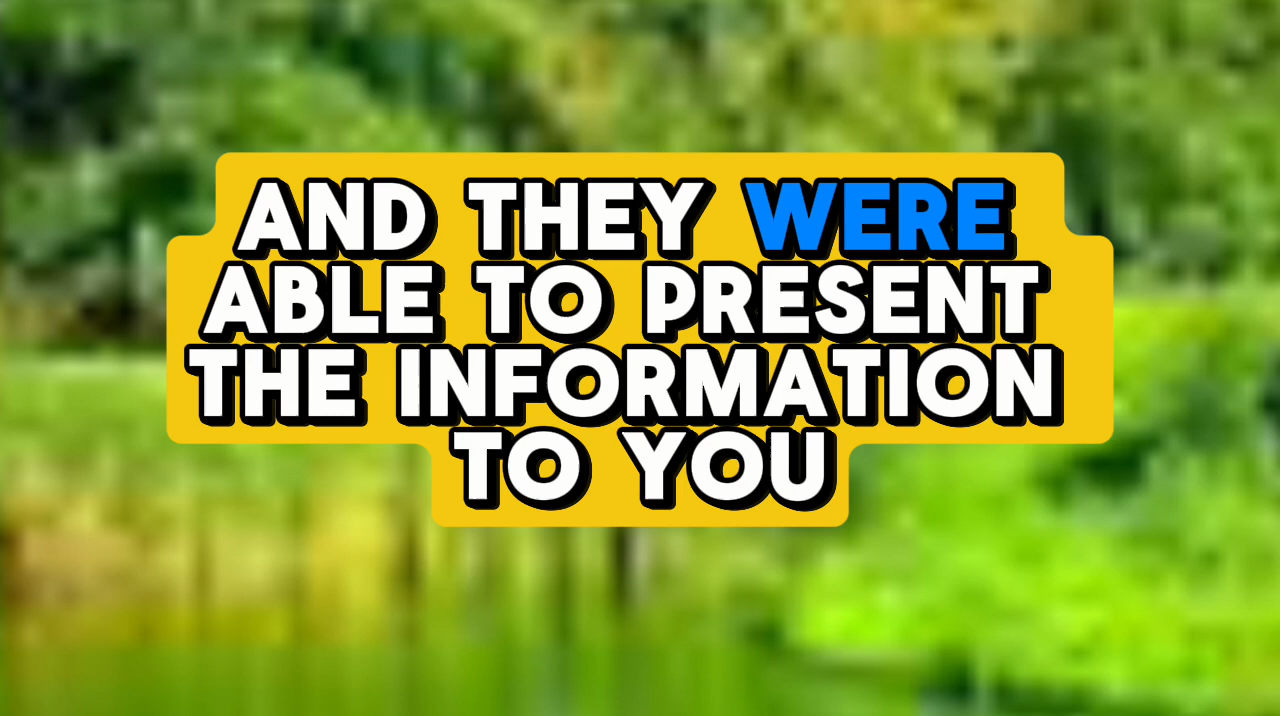 AND THEY WERE
ABLE TO PRESENT
THE INFORMATION
TO YOU